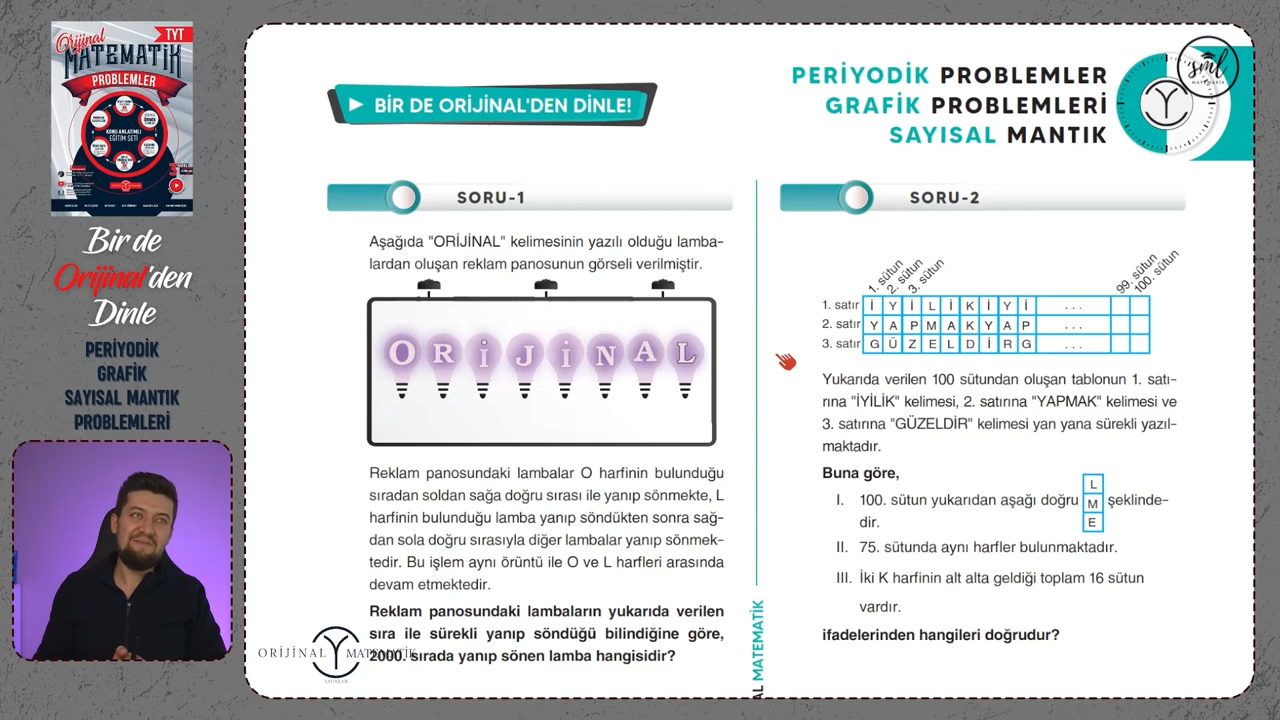 Orijinal
TYT
MATEMATİK
PROBLEMLER
KONU ANLATIMLI
EĞİTİM SETİ
Bir de
Orijinal'den
Dinle
PERİYODİK
GRAFİK
SAYISAL MANTIK
PROBLEMLERİ
► BİR DE ORİJİNAL'DEN DİNLE!
PERİYODİK PROBLEMLER
GRAFİK PROBLEMLERİ
SAYISAL MANTIK
sml
MATEMATİK
SORU-1
Aşağıda "ORİJİNAL" kelimesinin yazılı olduğu lamba-
lardan oluşan reklam panosunun görseli verilmiştir.
O R İ J İ N A L
Reklam panosundaki lambalar O harfinin bulunduğu
sıradan soldan sağa doğru sırası ile yanıp sönmekte, L
harfinin bulunduğu lamba yanıp söndükten sonra sağ-
dan sola doğru sırasıyla diğer lambalar yanıp sönmek-
tedir. Bu işlem aynı örüntü ile O ve L harfleri arasında
devam etmektedir.
Reklam panosundaki lambaların yukarıda verilen
sıra ile sürekli yanıp söndüğü bilindiğine göre,
2000. sırada yanıp sönen lamba hangisidir?
ORİJİNAL MATEMATİK
YAYINLARI
SORU-2
1. sütun 2. sütun 3. sütun 99. sütun 100. sütun
1. satır İ Y İ L İ K İ Y İ ...
2. satır Y A P M A K Y A P ...
3. satır G Ü Z E L D İ R G ...
Yukarıda verilen 100 sütundan oluşan tablonun 1. satı-
rına "İYİLİK" kelimesi, 2. satırına "YAPMAK" kelimesi ve
3. satırına "GÜZELDİR" kelimesi yan yana sürekli yazıl-
maktadır.
Buna göre,
L
I. 100. sütun yukarıdan aşağı doğru M şeklinde-
E
dir.
II. 75. sütunda aynı harfler bulunmaktadır.
III. İki K harfinin alt alta geldiği toplam 16 sütun
vardır.
ifadelerinden hangileri doğrudur?
AL MATEMATİK